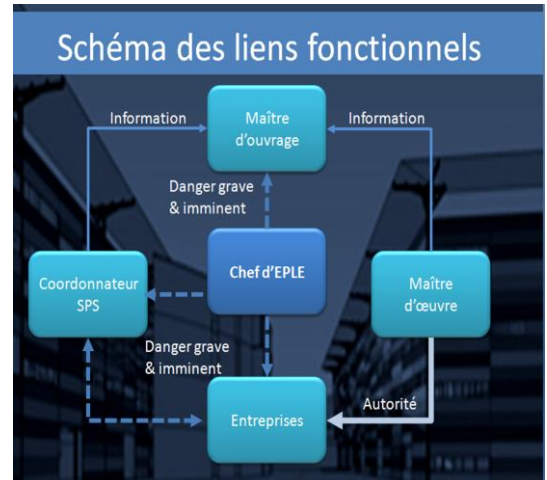 Schéma des liens fonctionnels
Information
Maître
d'ouvrage
Information
Danger grave
& imminent
Coordonnateur
SPS
Chef d'EPLE
Maître
d'œuvre
Danger grave
& imminent
Entreprises
Autorité